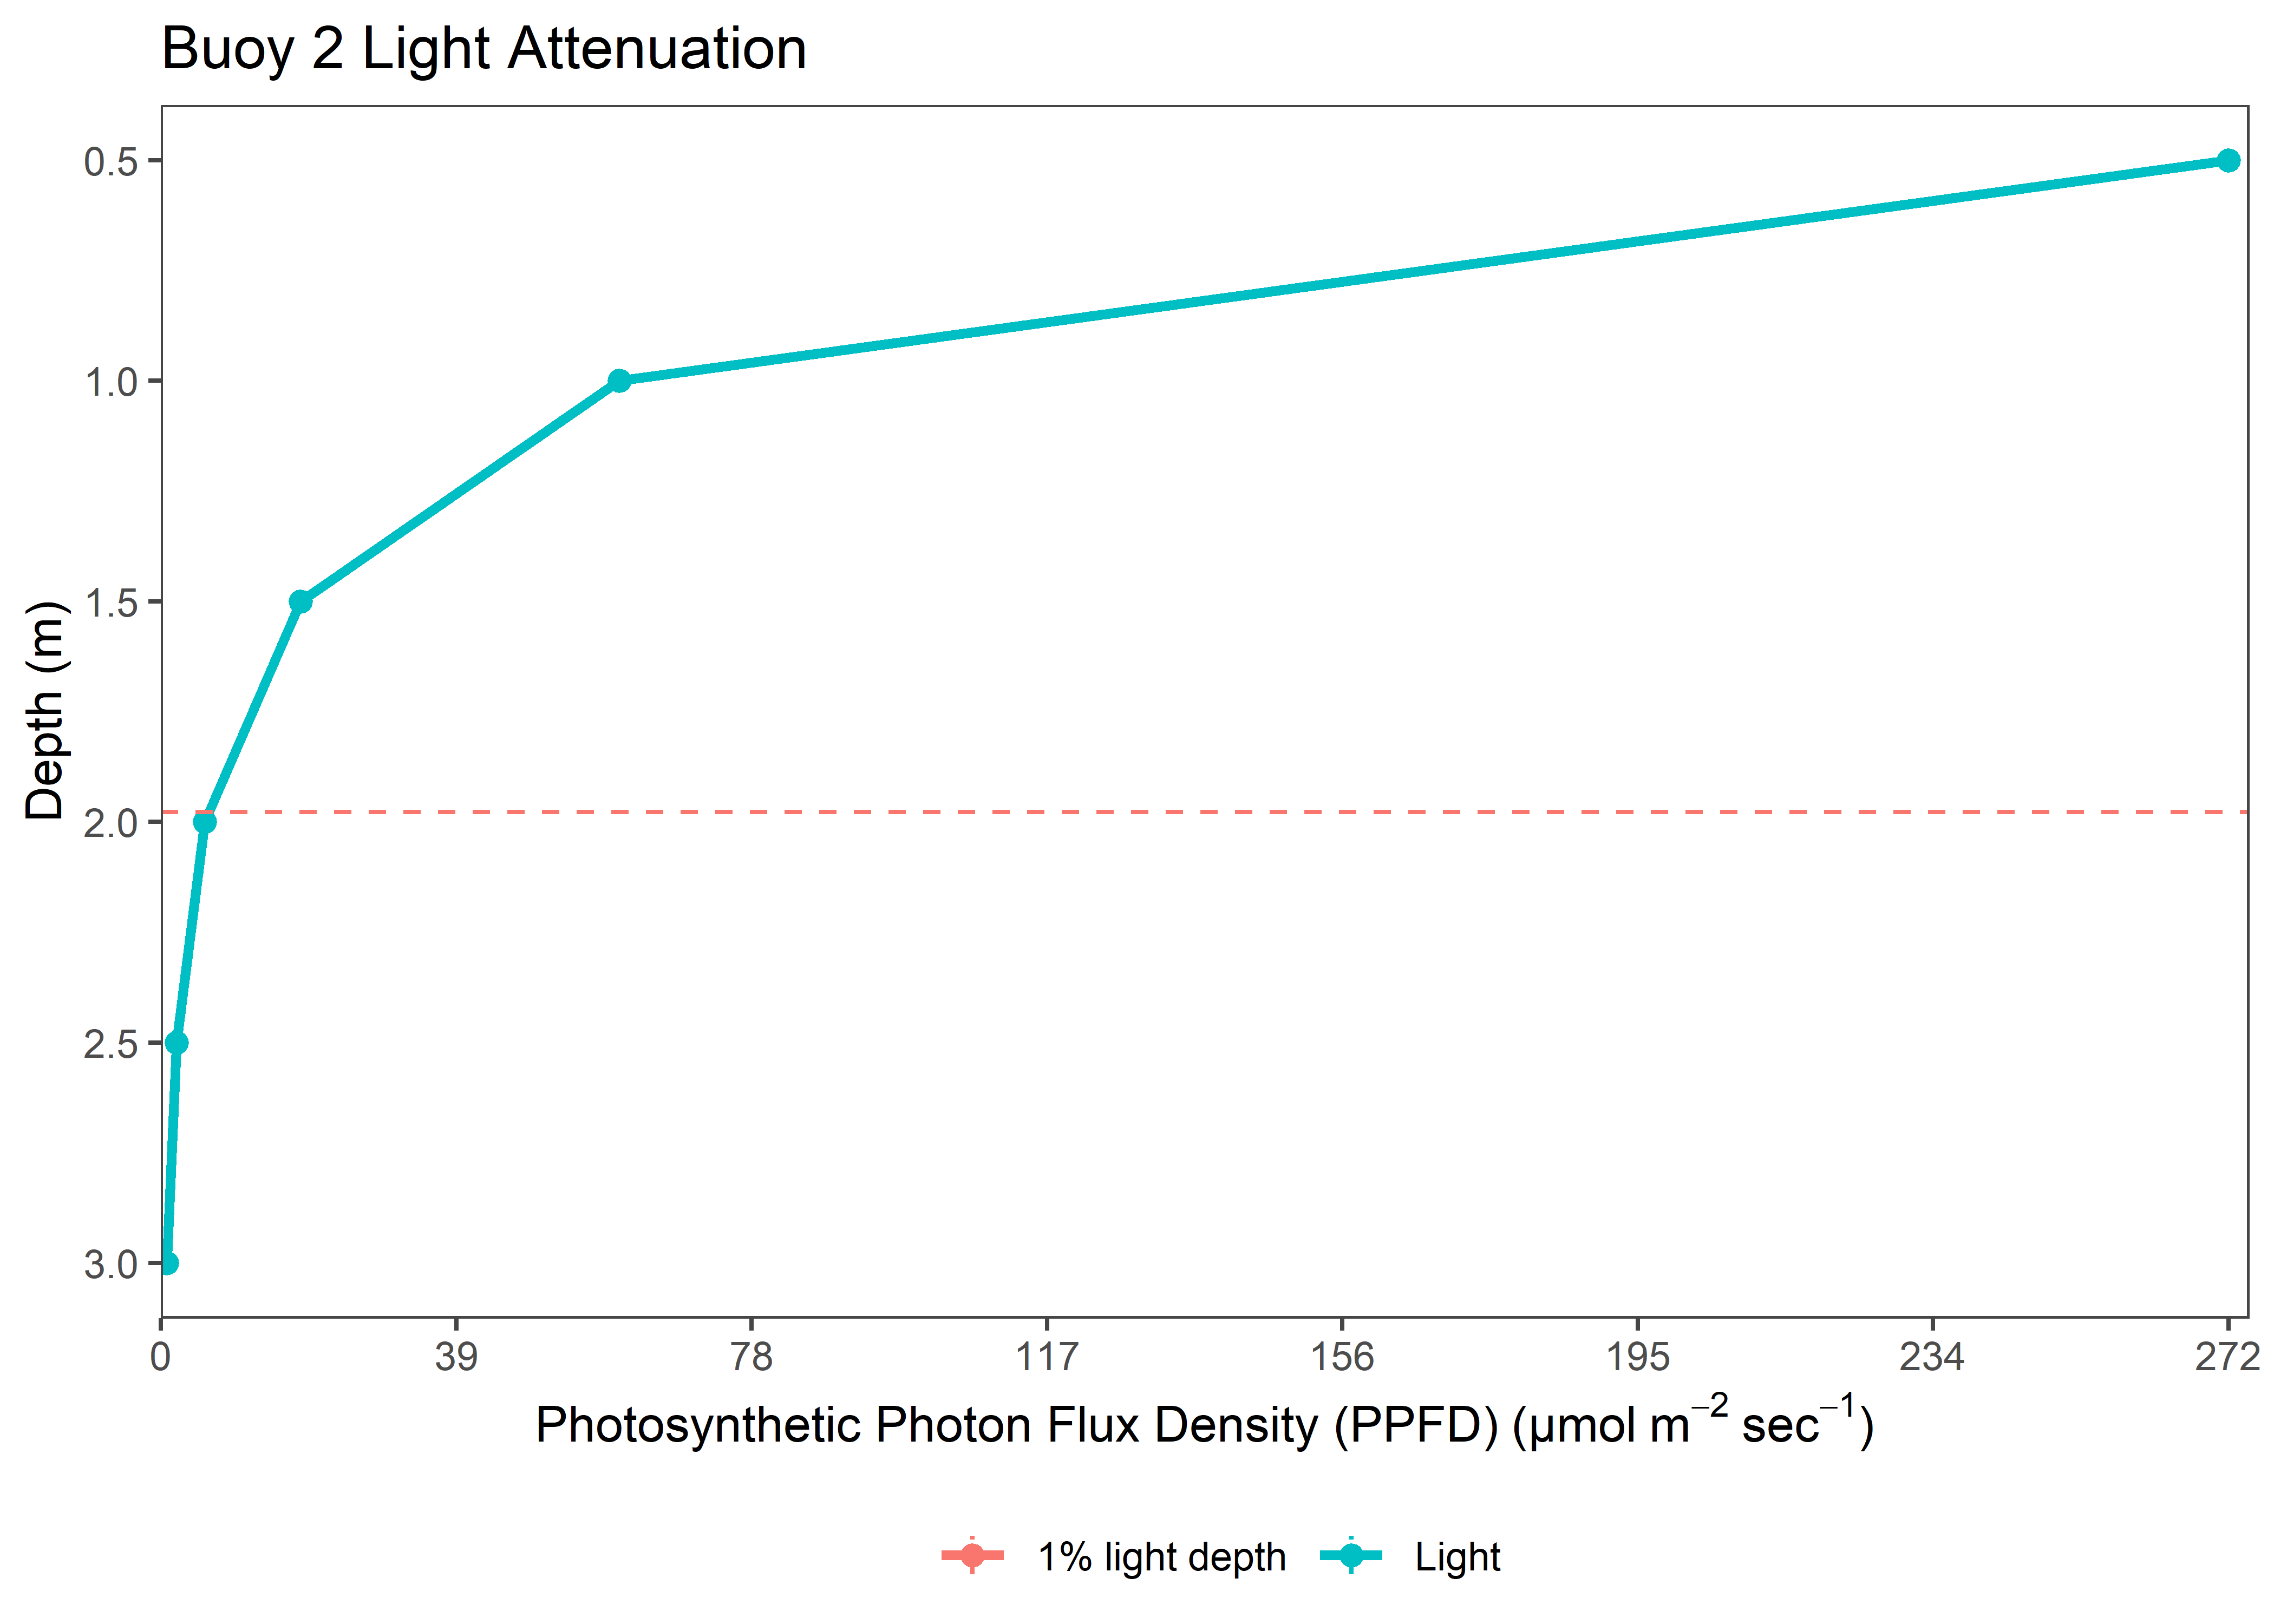 Buoy 2 Light Attenuation
Depth (m)
0.5
1.0
1.5
2.0
2.5
3.0
0 39 78 117 156 195 234 272
Photosynthetic Photon Flux Density (PPFD) (µmol m⁻² sec⁻¹)
1% light depth Light